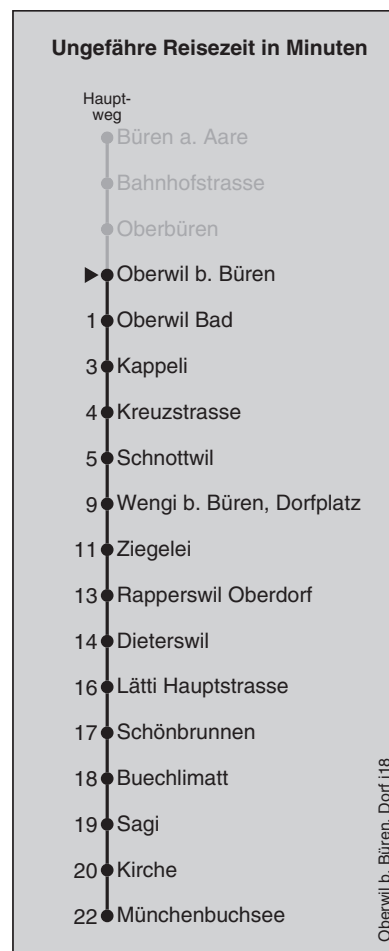 Ungefähre Reisezeit in Minuten
Haupt-
weg
Büren a. Aare
Bahnhofstrasse
Oberbüren
Oberwil b. Büren
1 Oberwil Bad
3 Kappeli
4 Kreuzstrasse
5 Schnottwil
9 Wengi b. Büren, Dorfplatz
11 Ziegelei
13 Rapperswil Oberdorf
14 Dieterswil
16 Lätti Hauptstrasse
17 Schönbrunnen
18 Buechlimatt
19 Sagi
20 Kirche
22 Münchenbuchsee
Oberwil b. Büren, Dorf j18